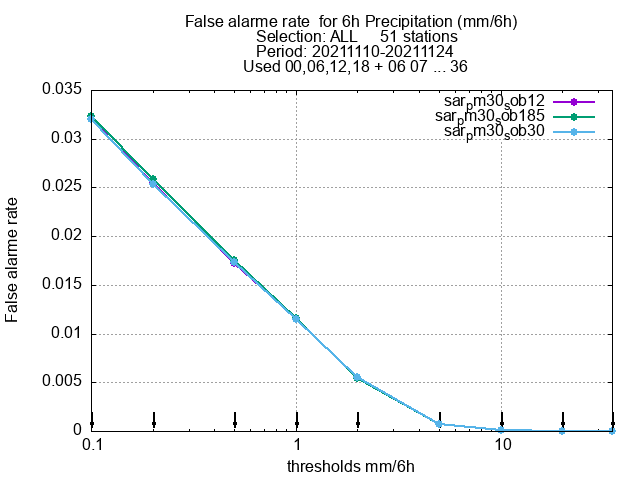 False alarme rate  for 6h Precipitation (mm/6h)
Selection: ALL     51 stations
Period: 20211110-20211124
Used 00,06,12,18 + 06 07 ... 36
sarpm30sob12
sarpm30sob185
sarpm30sob30
0.035
0.03
0.025
0.02
0.015
0.01
0.005
0
False alarme rate
0.1
1
10
thresholds mm/6h